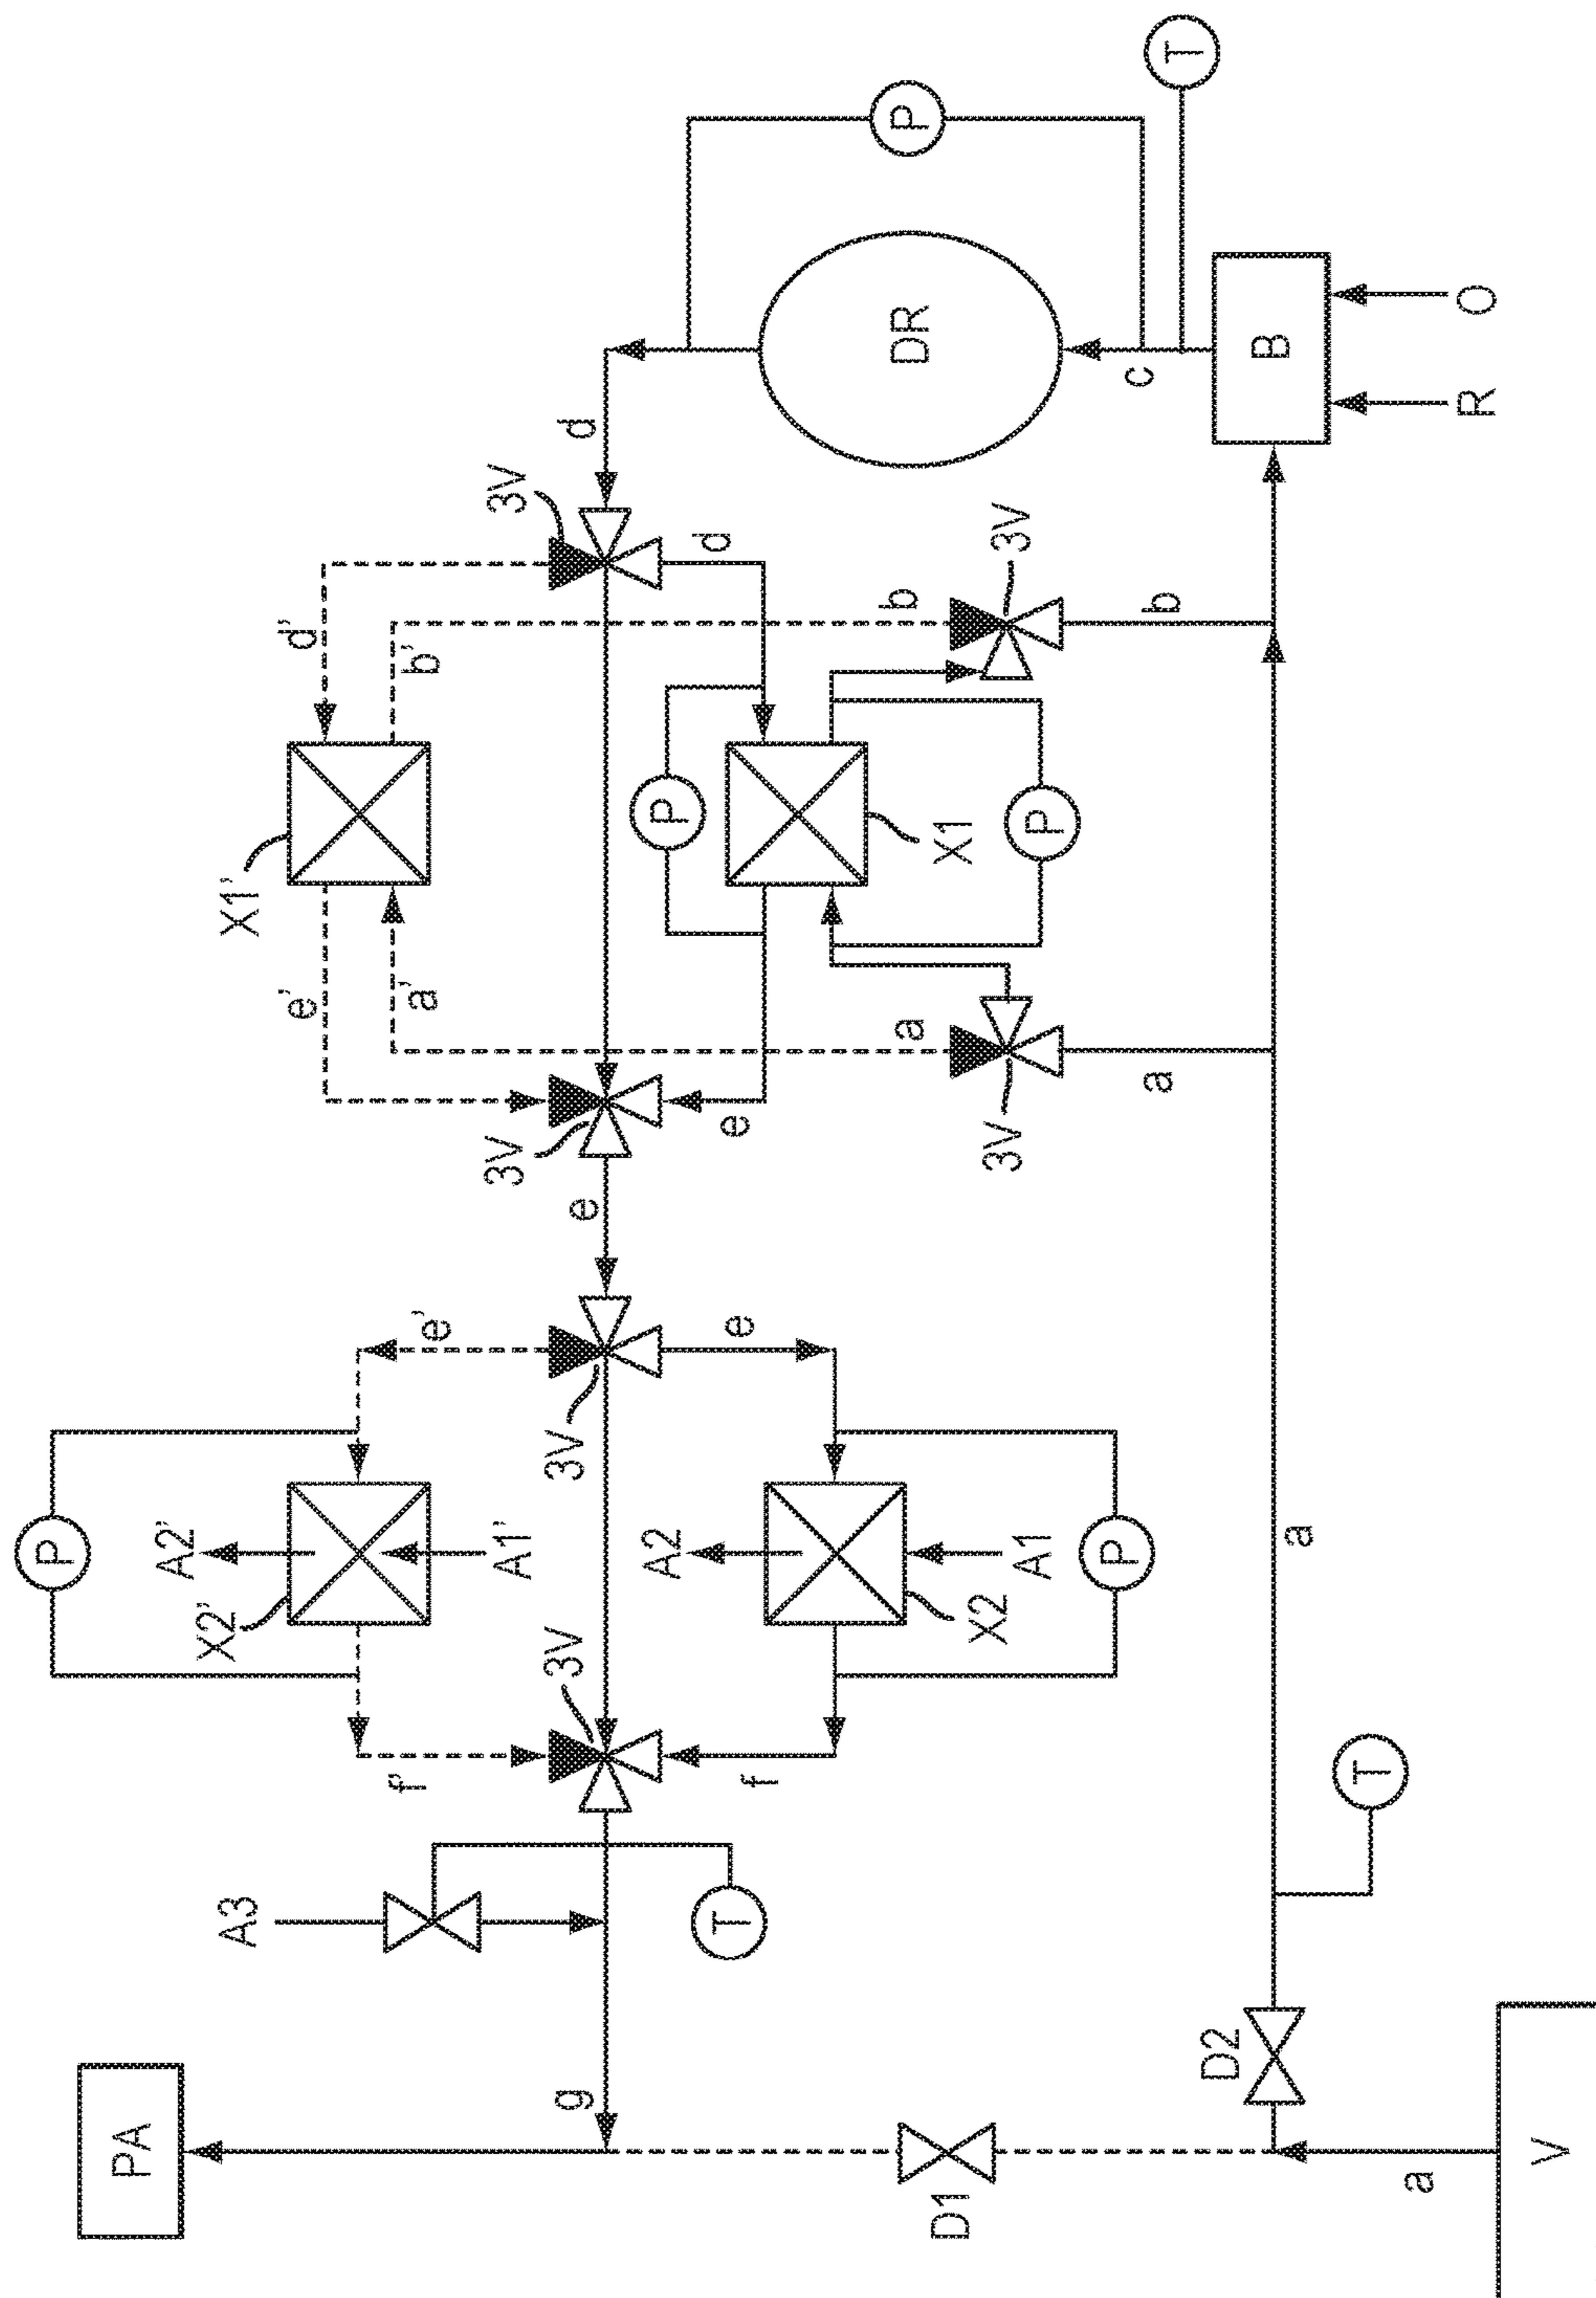 P
A2'
PA
X2'
A3
X1'
e'
d'
f'
e'
a'
b'
3V
3V
A1'
3V
3V
g
e
d
A2
P
d
T
e
e
f
a
b
DR
P
D1
X1
X2
3V
3V
A1
P
P
c
a
b
T
D2
B
a
T
a
R
O
V